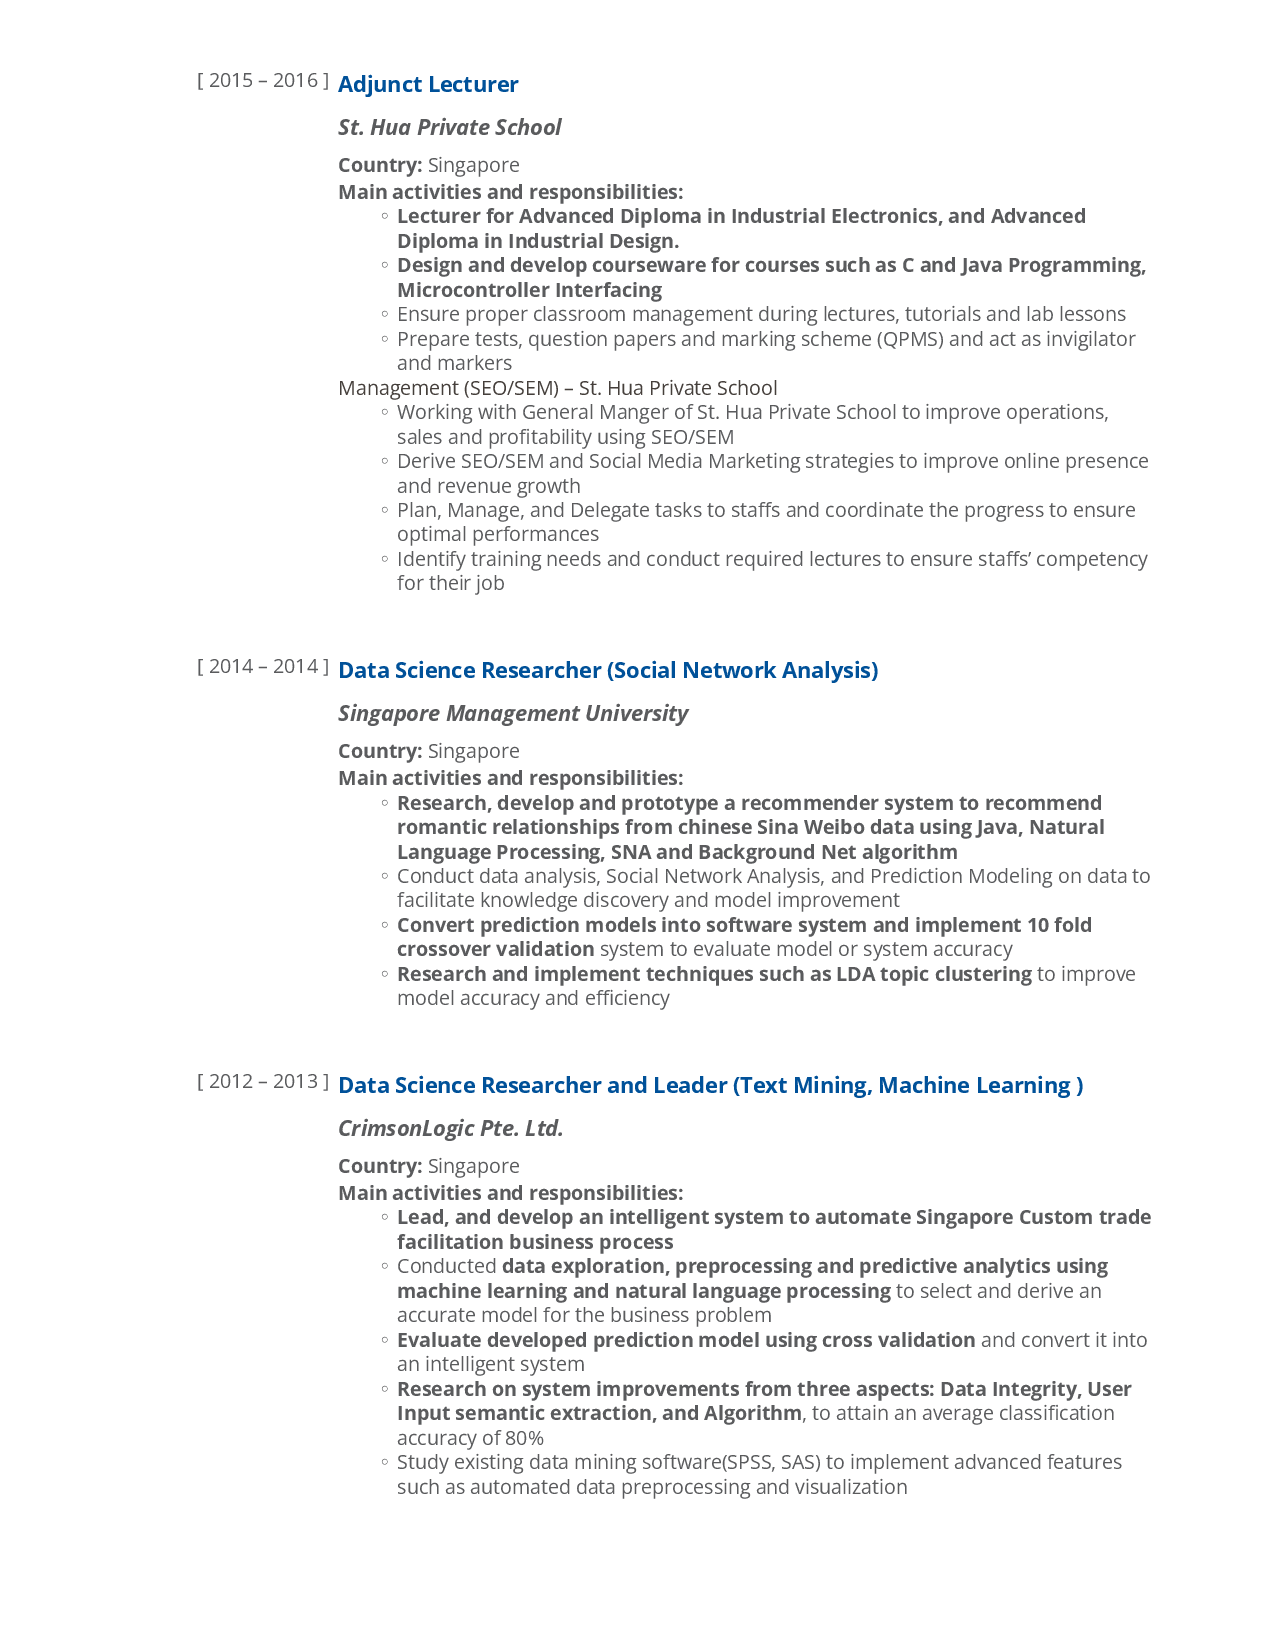 [ 2015 – 2016 ] Adjunct Lecturer
St. Hua Private School
Country: Singapore
Main activities and responsibilities:
◦ Lecturer for Advanced Diploma in Industrial Electronics, and Advanced
Diploma in Industrial Design.
◦ Design and develop courseware for courses such as C and Java Programming,
Microcontroller Interfacing
◦ Ensure proper classroom management during lectures, tutorials and lab lessons
◦ Prepare tests, question papers and marking scheme (QPMS) and act as invigilator
and markers
Management (SEO/SEM) – St. Hua Private School
◦ Working with General Manger of St. Hua Private School to improve operations,
sales and profitability using SEO/SEM
◦ Derive SEO/SEM and Social Media Marketing strategies to improve online presence
and revenue growth
◦ Plan, Manage, and Delegate tasks to staffs and coordinate the progress to ensure
optimal performances
◦ Identify training needs and conduct required lectures to ensure staffs’ competency
for their job
[ 2014 – 2014 ] Data Science Researcher (Social Network Analysis)
Singapore Management University
Country: Singapore
Main activities and responsibilities:
◦ Research, develop and prototype a recommender system to recommend
romantic relationships from chinese Sina Weibo data using Java, Natural
Language Processing, SNA and Background Net algorithm
◦ Conduct data analysis, Social Network Analysis, and Prediction Modeling on data to
facilitate knowledge discovery and model improvement
◦ Convert prediction models into software system and implement 10 fold
crossover validation system to evaluate model or system accuracy
◦ Research and implement techniques such as LDA topic clustering to improve
model accuracy and efficiency
[ 2012 – 2013 ] Data Science Researcher and Leader (Text Mining, Machine Learning )
CrimsonLogic Pte. Ltd.
Country: Singapore
Main activities and responsibilities:
◦ Lead, and develop an intelligent system to automate Singapore Custom trade
facilitation business process
◦ Conducted data exploration, preprocessing and predictive analytics using
machine learning and natural language processing to select and derive an
accurate model for the business problem
◦ Evaluate developed prediction model using cross validation and convert it into
an intelligent system
◦ Research on system improvements from three aspects: Data Integrity, User
Input semantic extraction, and Algorithm, to attain an average classification
accuracy of 80%
◦ Study existing data mining software(SPSS, SAS) to implement advanced features
such as automated data preprocessing and visualization